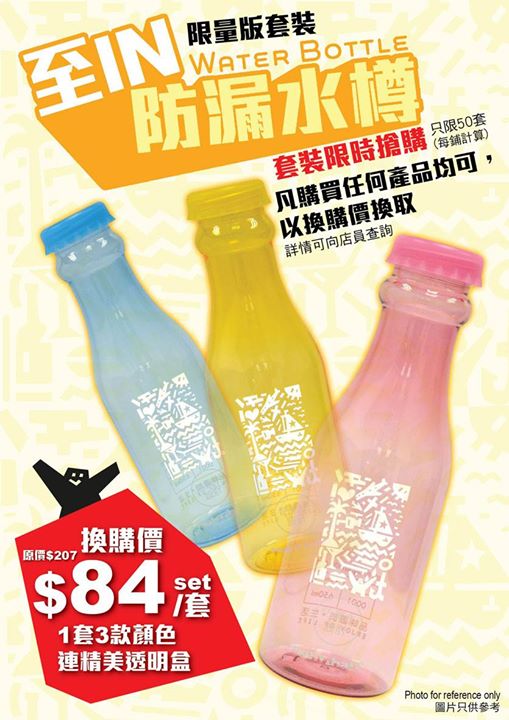 至IN
限量版套裝
WATER BOTTLE
防漏水樽
套裝限時搶購
只限50套
(每鋪計算)
凡購買任何產品均可，
以換購價換取
詳情可向店員查詢
原價$207
換購價
$84 set
/套
1套3款顏色
連精美透明盒
0001
450ml
Photo for reference only
圖片只供參考